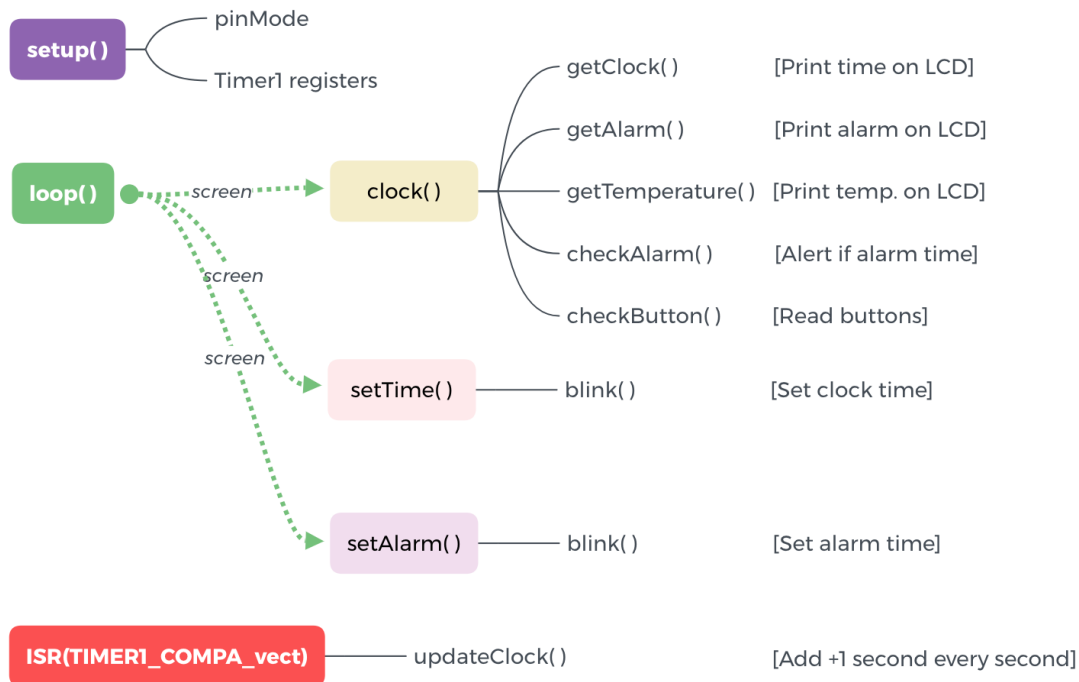 pinMode
setup( )
Timer1 registers
getClock( ) [Print time on LCD]
getAlarm( ) [Print alarm on LCD]
loop( ) screen clock( ) getTemperature( ) [Print temp. on LCD]
checkAlarm( ) [Alert if alarm time]
screen
checkButton( ) [Read buttons]
screen
setTime( ) blink( ) [Set clock time]
setAlarm( ) blink( ) [Set alarm time]
ISR(TIMER1_COMPA_vect) updateClock( ) [Add +1 second every second]